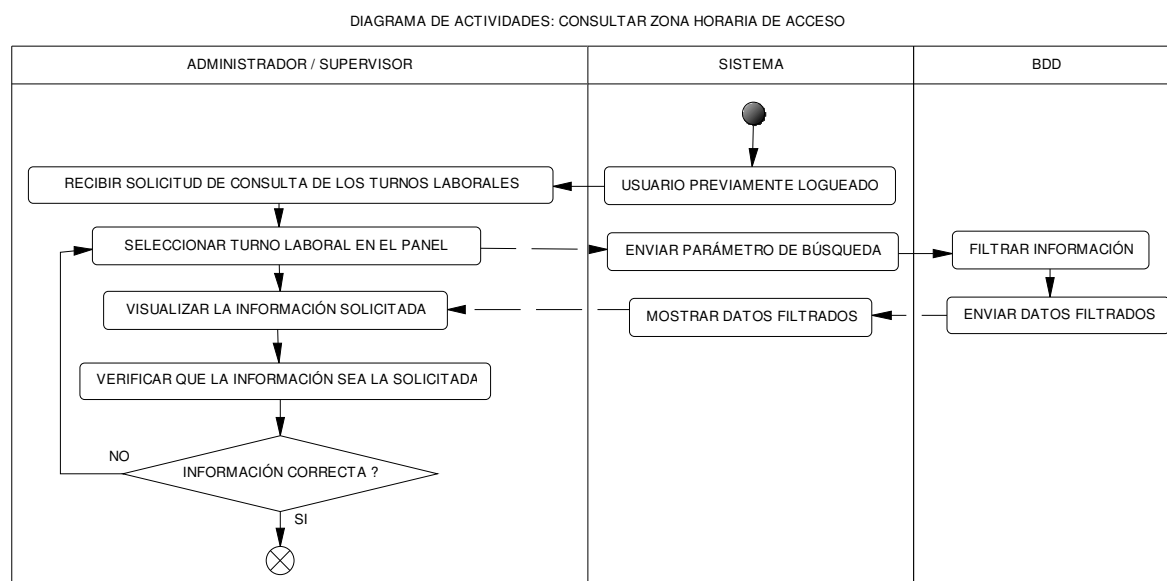 DIAGRAMA DE ACTIVIDADES: CONSULTAR ZONA HORARIA DE ACCESO
ADMINISTRADOR / SUPERVISOR
SISTEMA
BDD
RECIBIR SOLICITUD DE CONSULTA DE LOS TURNOS LABORALES
USUARIO PREVIAMENTE LOGUEADO
SELECCIONAR TURNO LABORAL EN EL PANEL
ENVIAR PARÁMETRO DE BÚSQUEDA
FILTRAR INFORMACIÓN
VISUALIZAR LA INFORMACIÓN SOLICITADA
MOSTRAR DATOS FILTRADOS
ENVIAR DATOS FILTRADOS
VERIFICAR QUE LA INFORMACIÓN SEA LA SOLICITADA
NO
INFORMACIÓN CORRECTA ?
SI